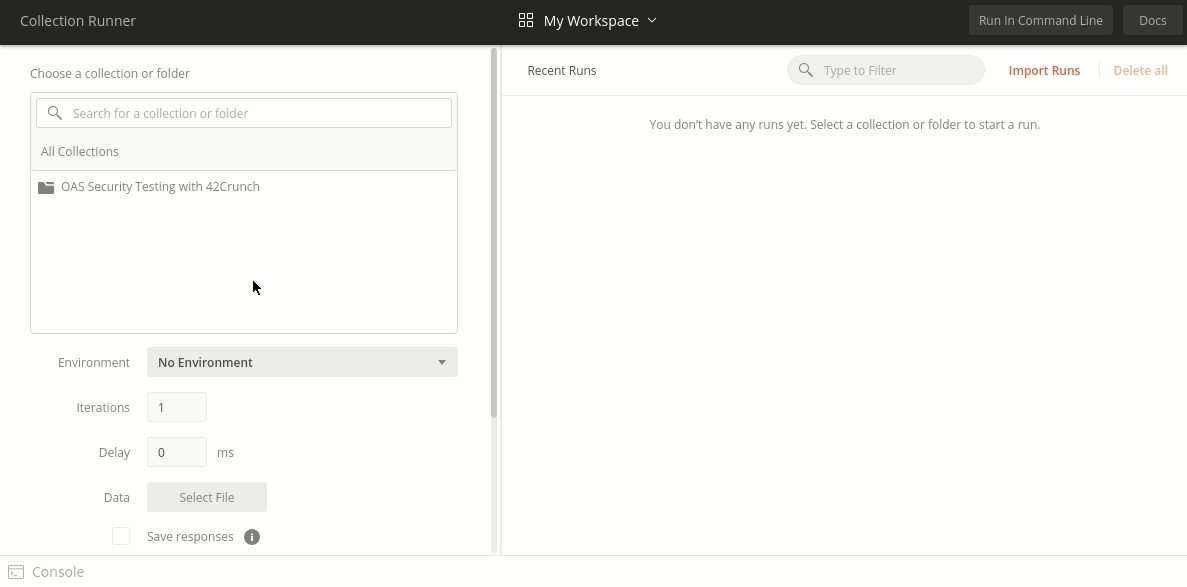 Collection Runner
My Workspace
Run In Command Line
Docs
Choose a collection or folder
Search for a collection or folder
All Collections
OAS Security Testing with 42Crunch
Environment
No Environment
Iterations
1
Delay
0
ms
Data
Select File
Save responses
Recent Runs
Type to Filter
Import Runs
Delete all
You don’t have any runs yet. Select a collection or folder to start a run.
Console